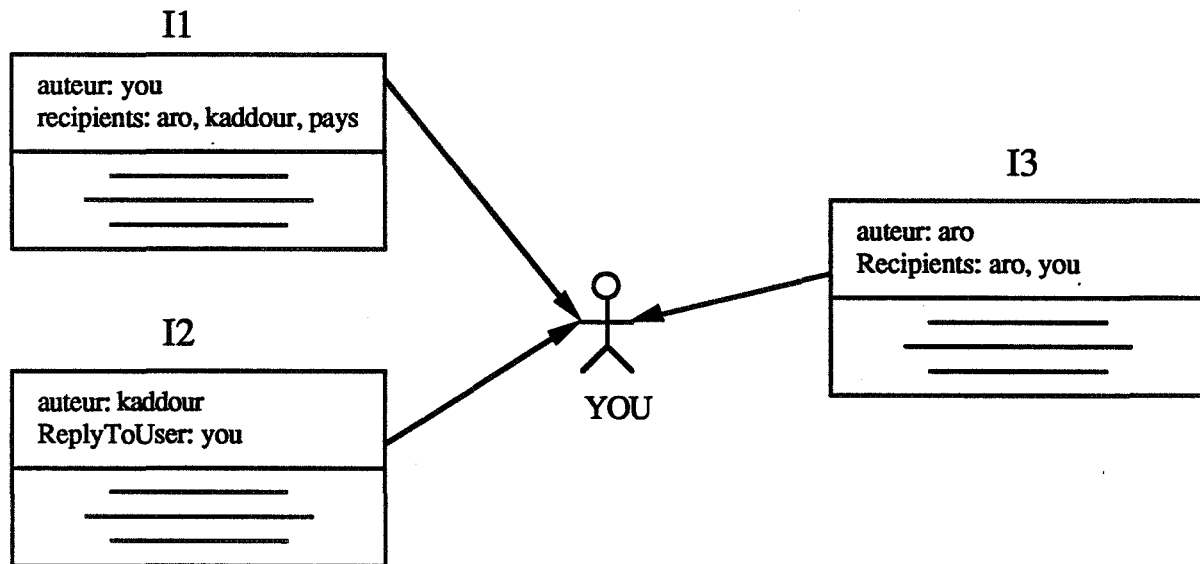 I1
auteur: you
recipients: aro, kaddour, pays
I3
auteur: aro
Recipients: aro, you
I2
auteur: kaddour
ReplyToUser: you
YOU